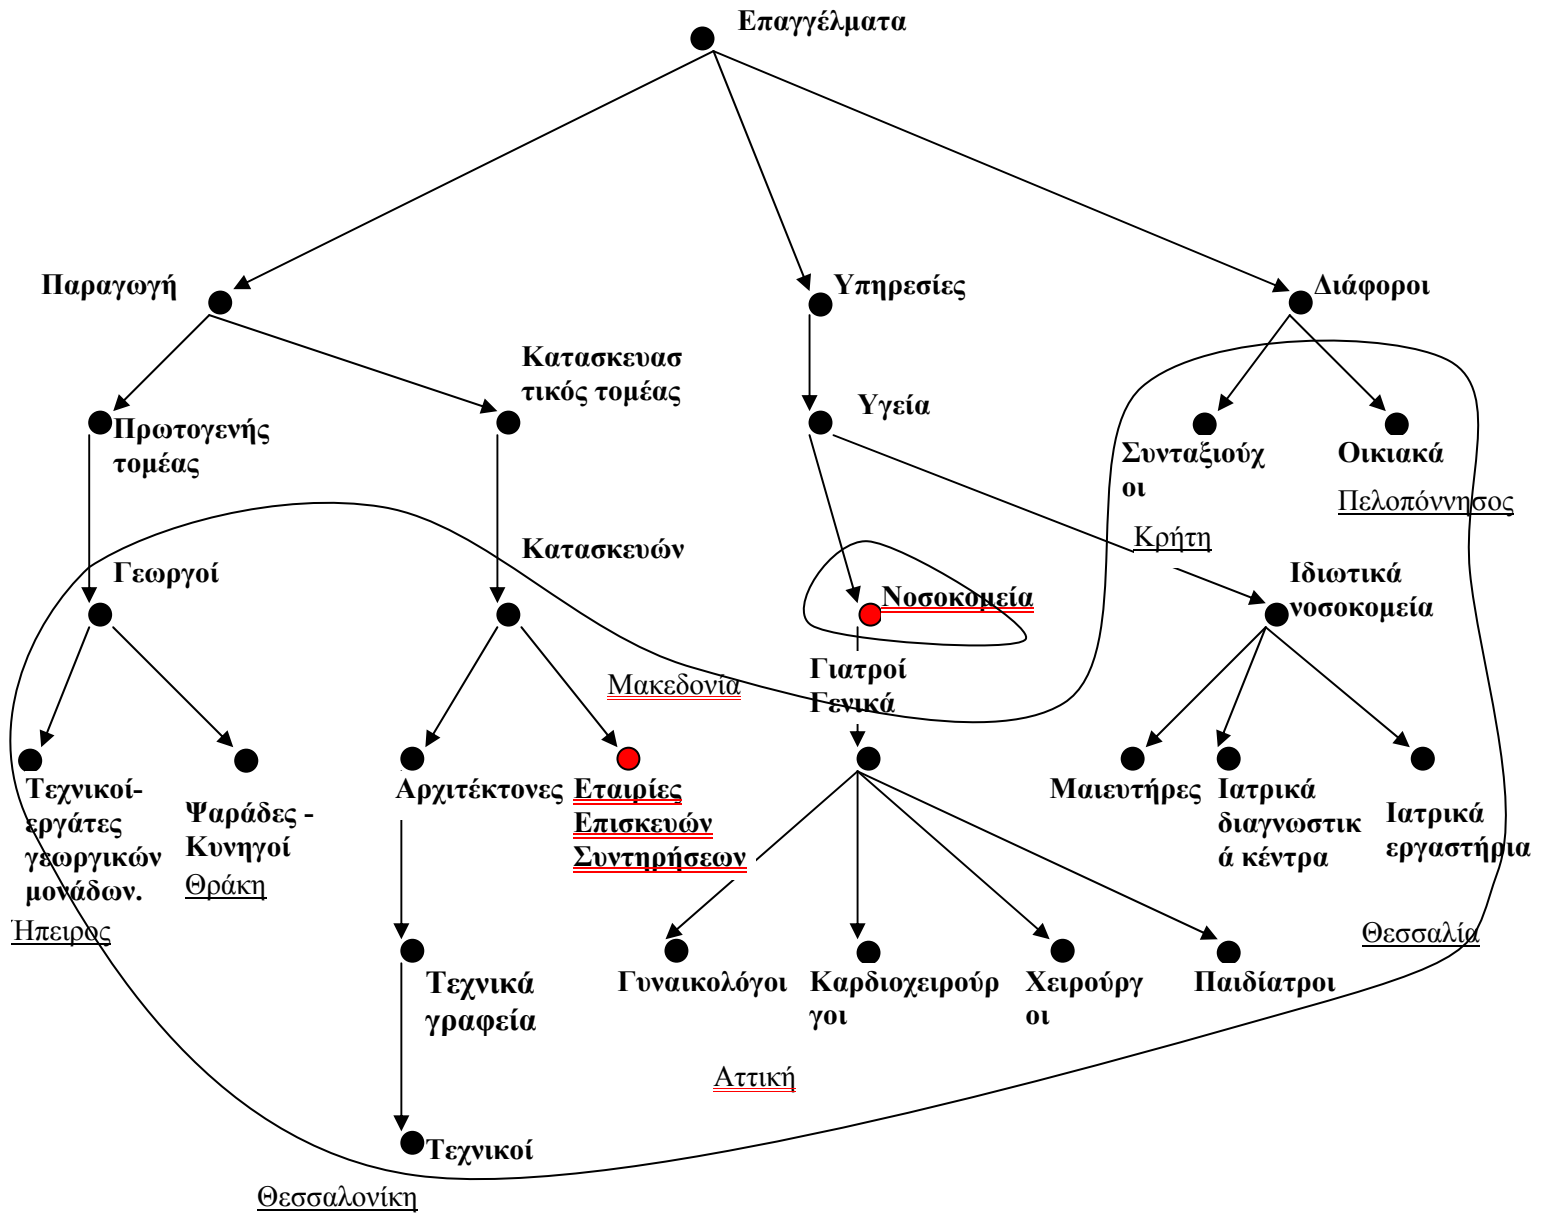 Επαγγέλματα
Παραγωγή
Υπηρεσίες
Διάφοροι
Κατασκευασ
τικός τομέας
Υγεία
Πρωτογενής
τομέας
Συνταξιούχ
οι
Οικιακά
Πελοπόννησος
Κρήτη
Κατασκευών
Γεωργοί
Νοσοκομεία
Ιδιωτικά
νοσοκομεία
Γιατροί
Γενικά
Μακεδονία
Τεχνικοί-
εργάτες
γεωργικών
μονάδων.
Ψαράδες -
Κυνηγοί
Θράκη
Αρχιτέκτονες
Εταιρίες
Επισκευών
Συντηρήσεων
Μαιευτήρες
Ιατρικά
διαγνωστικ
ά κέντρα
Ιατρικά
εργαστήρια
Ήπειρος
Θεσσαλία
Τεχνικά
γραφεία
Γυναικολόγοι
Καρδιοχειρούρ
γοι
Χειρούργ
οι
Παιδίατροι
Αττική
Τεχνικοί
Θεσσαλονίκη